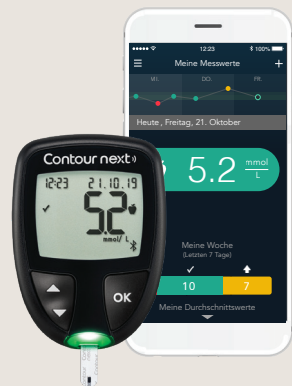 12:23
100%
Meine Messwerte
MI.
DO.
FR.
Heute, Freitag, 21. Oktober
5.2 mmol
L
Meine Woche
(Letzten 7 Tage)
10
7
Meine Durchschnittswerte
Contour next
12:23
21.10.19
5.2
mmol/L
OK